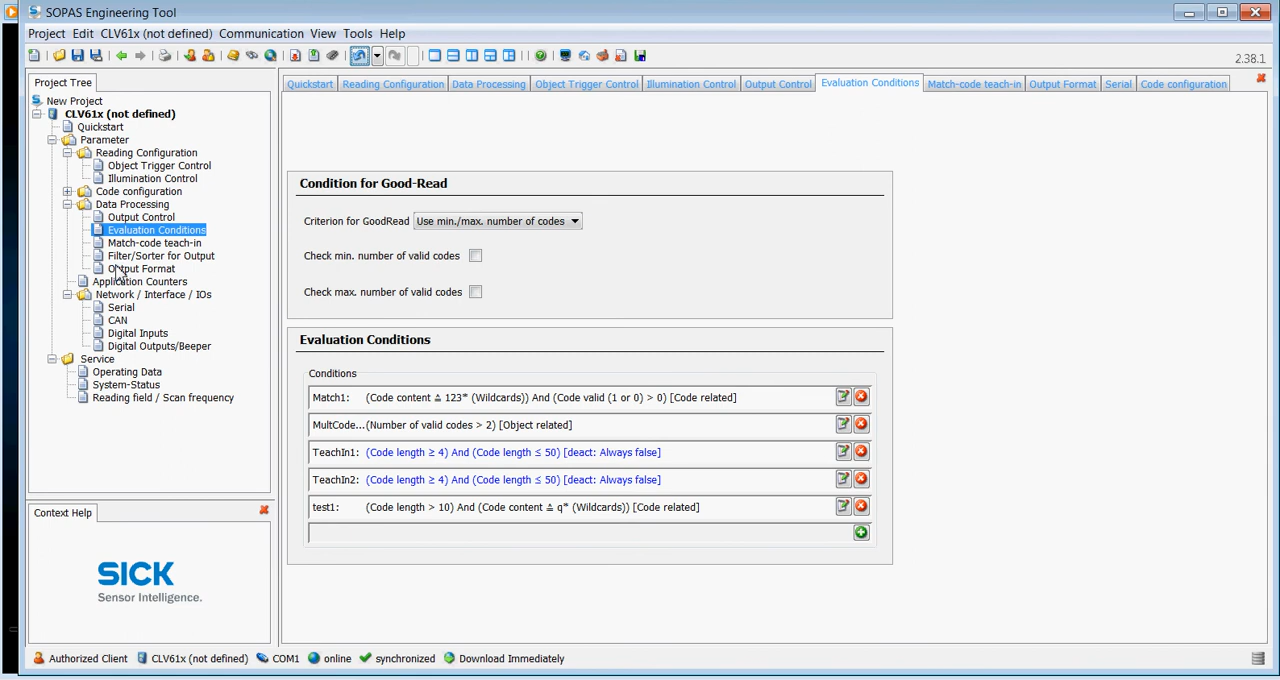 SOPAS Engineering Tool
Project Edit CLV61x (not defined) Communication View Tools Help
2.38.1
Project Tree
New Project
CLV61x (not defined)
Quickstart
Parameter
Reading Configuration
Object Trigger Control
Illumination Control
Code configuration
Data Processing
Output Control
Evaluation Conditions
Match-code teach-in
Filter/Sorter for Output
Output Format
Application Counters
Network / Interface / IOs
Serial
CAN
Digital Inputs
Digital Outputs/Beeper
Service
Operating Data
System-Status
Reading field / Scan frequency
Context Help
SICK
Sensor Intelligence.
Quickstart Reading Configuration Data Processing Object Trigger Control Illumination Control Output Control Evaluation Conditions Match-code teach-in Output Format Serial Code configuration
Condition for Good-Read
Criterion for GoodRead Use min./max. number of codes
Check min. number of valid codes
Check max. number of valid codes
Evaluation Conditions
Conditions
Match1: (Code content ≙ 123* (Wildcards)) And (Code valid (1 or 0) > 0) [Code related]
MultCode... (Number of valid codes > 2) [Object related]
TeachIn1: (Code length ≥ 4) And (Code length ≤ 50) [deact: Always false]
TeachIn2: (Code length ≥ 4) And (Code length ≤ 50) [deact: Always false]
test1: (Code length > 10) And (Code content ≙ q* (Wildcards)) [Code related]
Authorized Client CLV61x (not defined) COM1 online synchronized Download Immediately